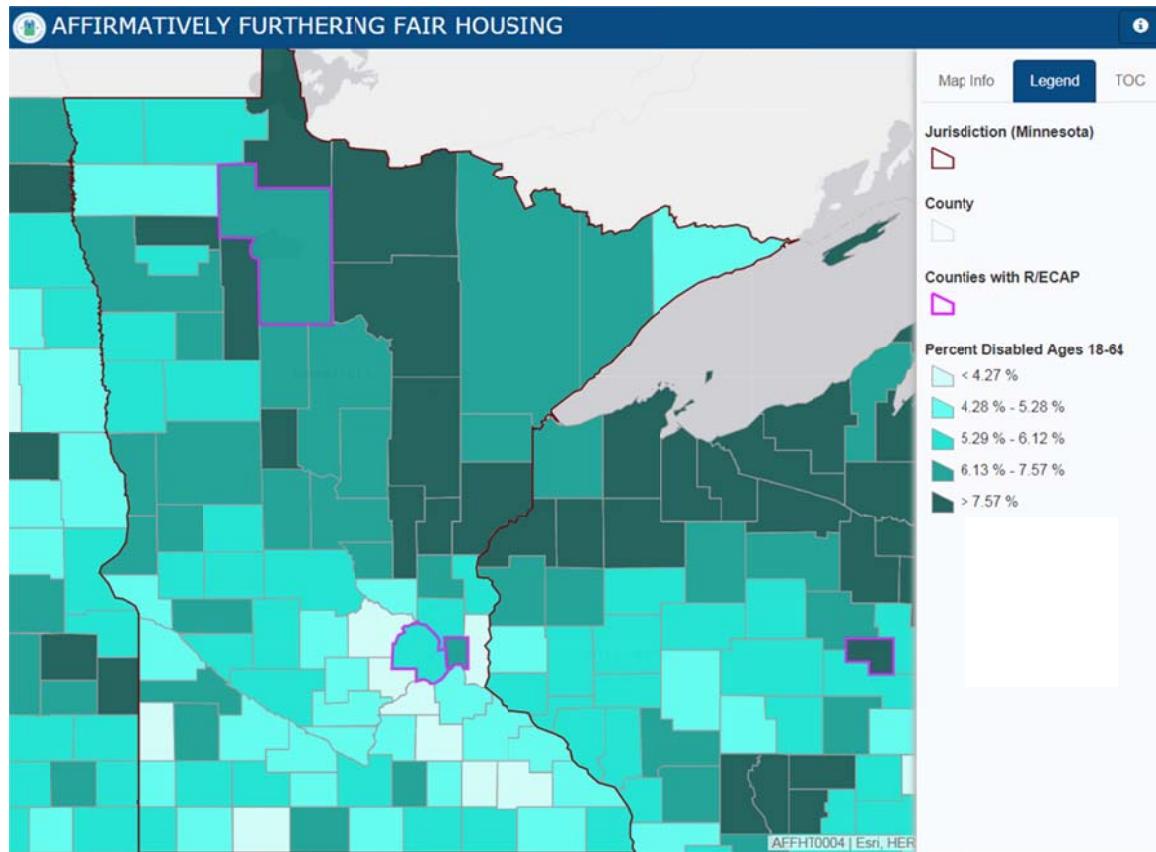 AFFIRMATIVELY FURTHERING FAIR HOUSING
Map Info
Legend
TOC
Jurisdiction (Minnesota)
County
Counties with R/ECAP
Percent Disabled Ages 18-64
< 4.27 %
4.28 % - 5.28 %
5.29 % - 6.12 %
6.13 % - 7.57 %
> 7.57 %
AFFHT0004 | Esri, HER